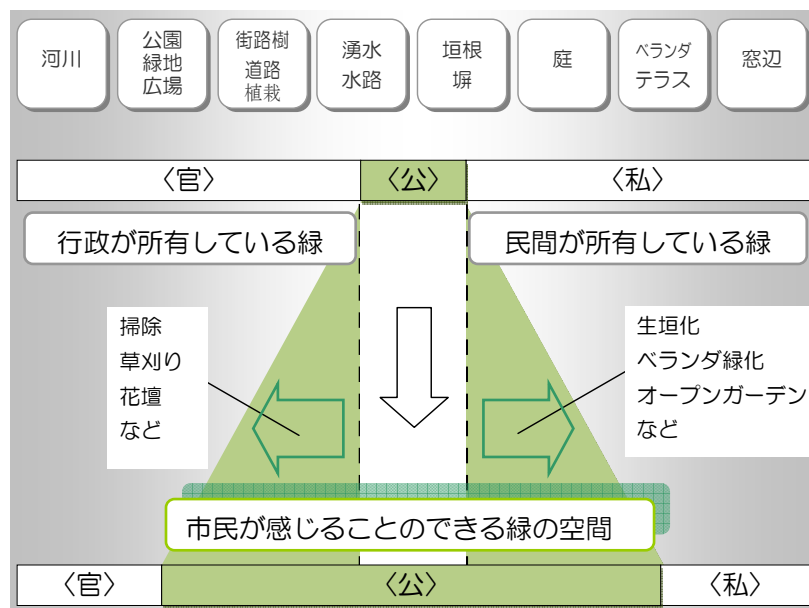 河川
公園
緑地
広場
街路樹
道路
植栽
湧水
水路
垣根
塀
庭
ベランダ
テラス
窓辺
〈官〉
〈公〉
〈私〉
行政が所有している緑
民間が所有している緑
掃除
草刈り
花壇
など
生垣化
ベランダ緑化
オープンガーデン
など
市民が感じることのできる緑の空間
〈官〉
〈公〉
〈私〉